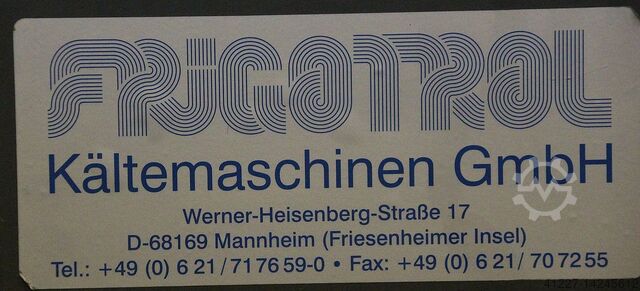 FRIGOTROL
Kältemaschinen GmbH
Werner-Heisenberg-Straße 17
D-68169 Mannheim (Friesenheimer Insel)
Tel.: +49 (0) 6 21/71 76 59-0 • Fax: +49 (0) 6 21/70 72 55